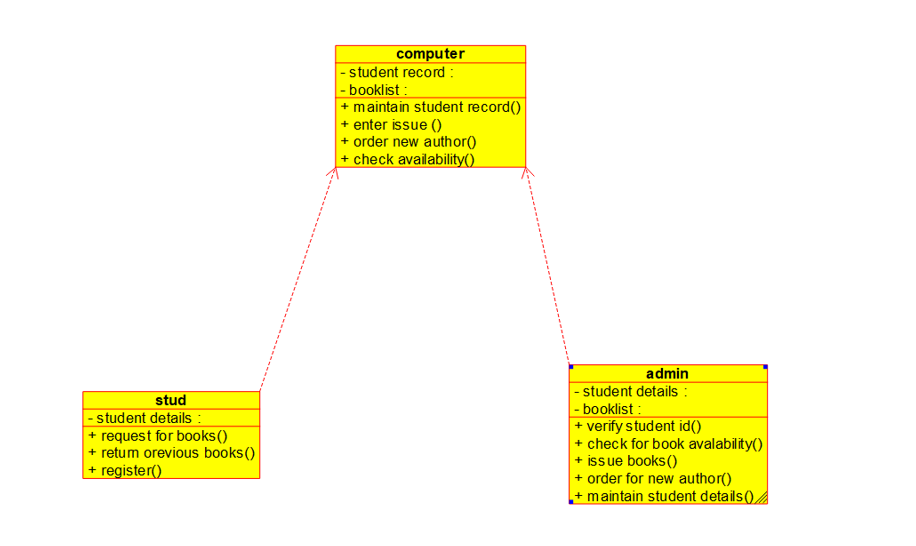 computer
- student record :
- booklist :
+ maintain student record()
+ enter issue ()
+ order new author()
+ check availability()
stud
- student details :
+ request for books()
+ return orevious books()
+ register()
admin
- student details :
- booklist :
+ verify student id()
+ check for book avalability()
+ issue books()
+ order for new author()
+ maintain student details()